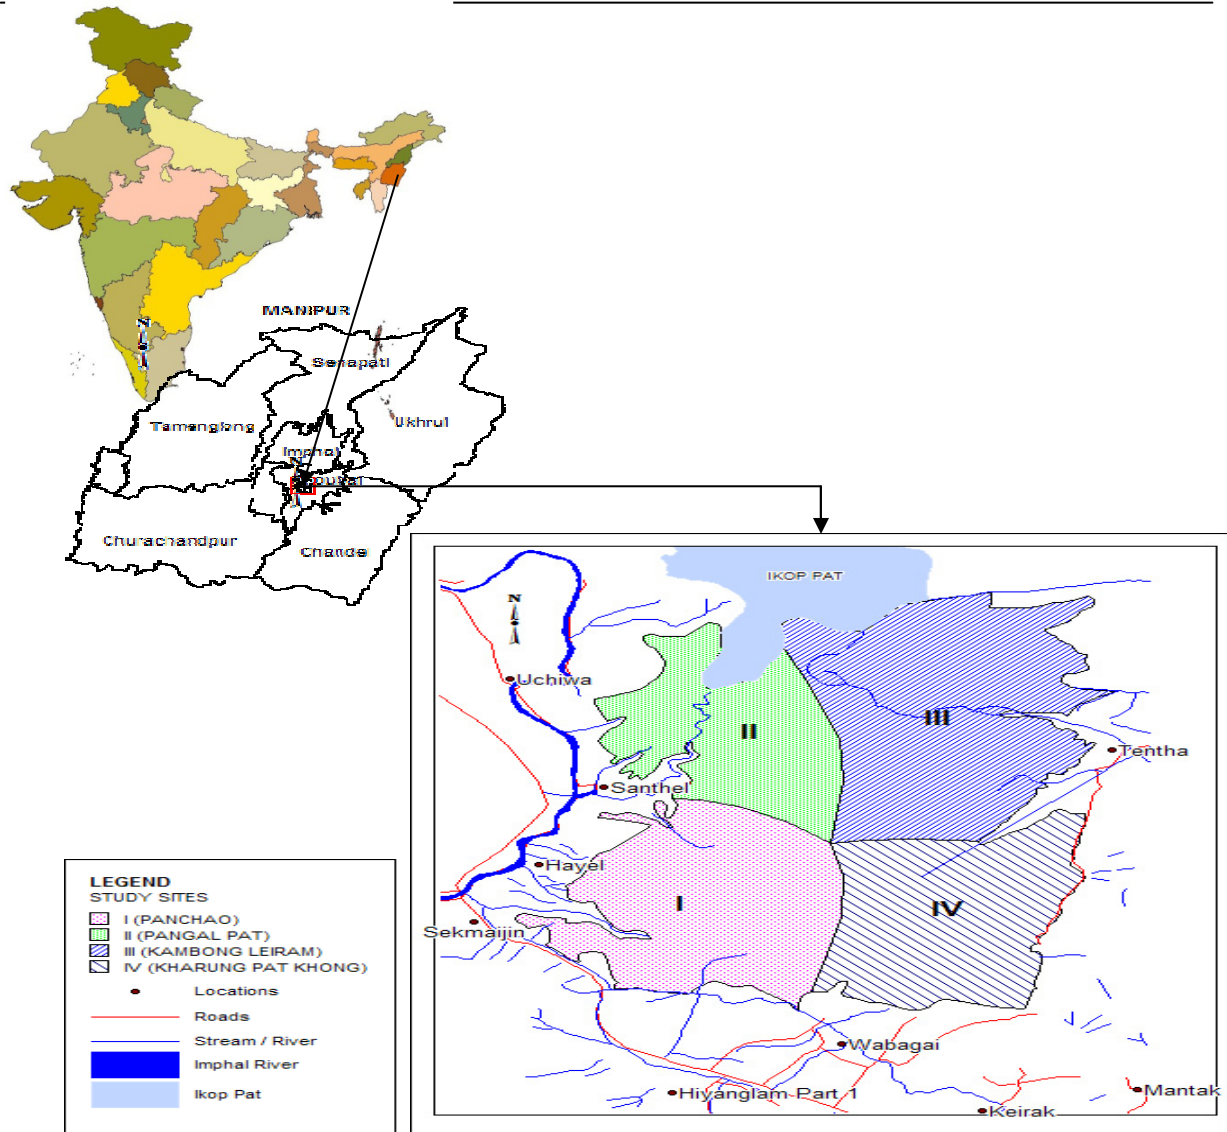 MANIPUR
Senapati
Ukhrul
Tamenglong
Churachandpur
Chandel
IKOP PAT
N
Uchiwa
II
III
Tentha
Santhel
Hayel
I
IV
Sekmaijin
Wabagai
Hiyanglam Part 1
Mantak
Keirak
LEGEND
STUDY SITES
I (PANCHAO)
II (PANGAL PAT)
III (KAMBONG LEIRAM)
IV (KHARUNG PAT KHONG)
Locations
Roads
Stream / River
Imphal River
Ikop Pat